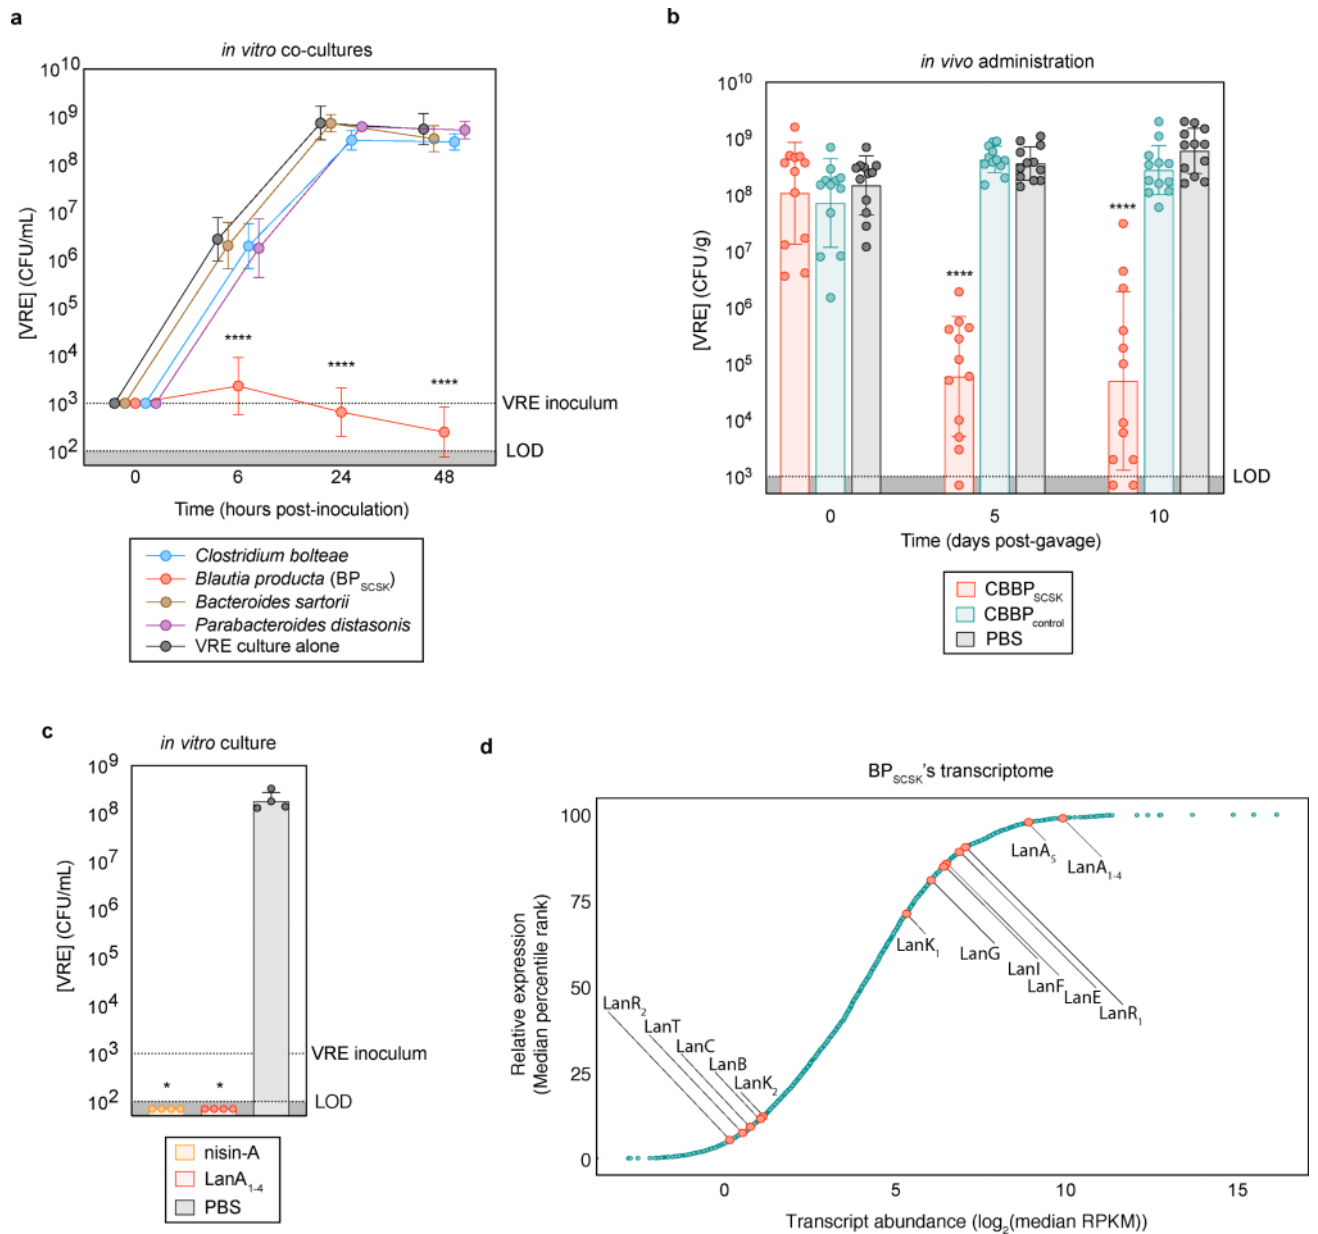 a
in vitro co-cultures
[VRE] (CFU/mL)
10^10
10^9
10^8
10^7
10^6
10^5
10^4
10^3
10^2
****
****
****
VRE inoculum
LOD
0 6 24 48
Time (hours post-inoculation)
Clostridium bolteae
Blautia producta (BP_SCSK)
Bacteroides sartorii
Parabacteroides distasonis
VRE culture alone
b
in vivo administration
[VRE] (CFU/g)
10^10
10^9
10^8
10^7
10^6
10^5
10^4
10^3
****
****
LOD
0 5 10
Time (days post-gavage)
CBBP_SCSK
CBBP_control
PBS
c
in vitro culture
[VRE] (CFU/mL)
10^9
10^8
10^7
10^6
10^5
10^4
10^3
10^2
* *
VRE inoculum
LOD
nisin-A
LanA_1-4
PBS
d
BP_SCSK's transcriptome
Relative expression
(Median percentile rank)
100
75
50
25
0
LanA_5
LanA_1-4
LanK_1
LanG
LanI
LanF
LanE
LanR_1
LanR_2
LanT
LanC
LanB
LanK_2
0 5 10 15
Transcript abundance (log_2(median RPKM))